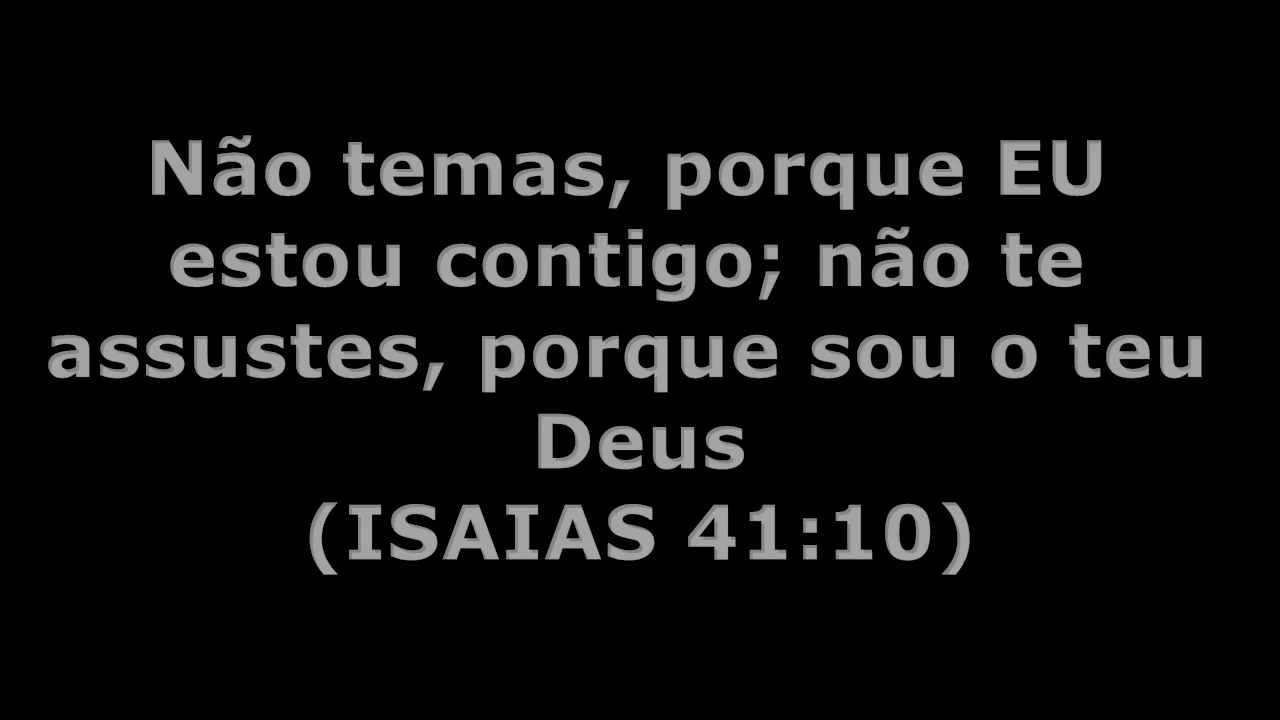 Não temas, porque EU
estou contigo; não te
assustes, porque sou o teu
Deus
(ISAIAS 41:10)